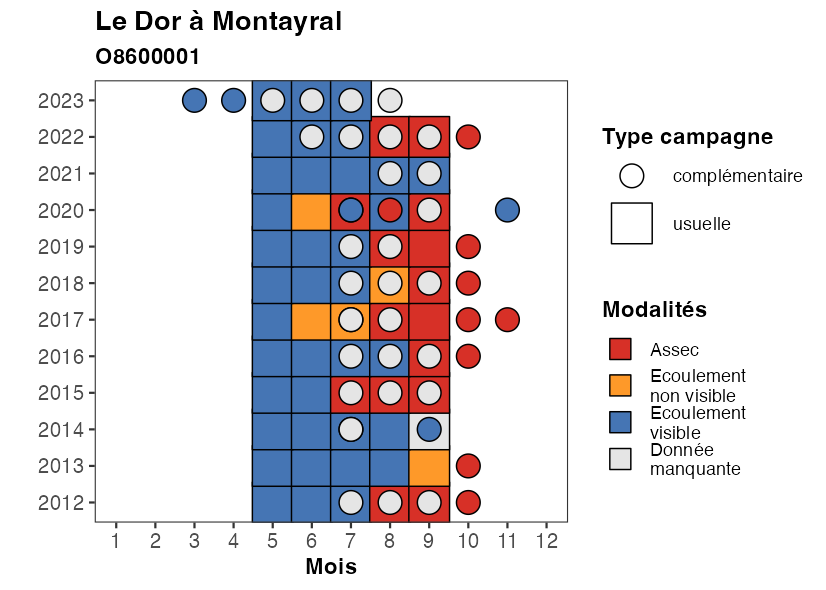 Le Dor à Montayral
O8600001
2023
2022
2021
2020
2019
2018
2017
2016
2015
2014
2013
2012
1 2 3 4 5 6 7 8 9 10 11 12
Mois
Type campagne
complémentaire
usuelle
Modalités
Assec
Ecoulement
non visible
Ecoulement
visible
Donnée
manquante